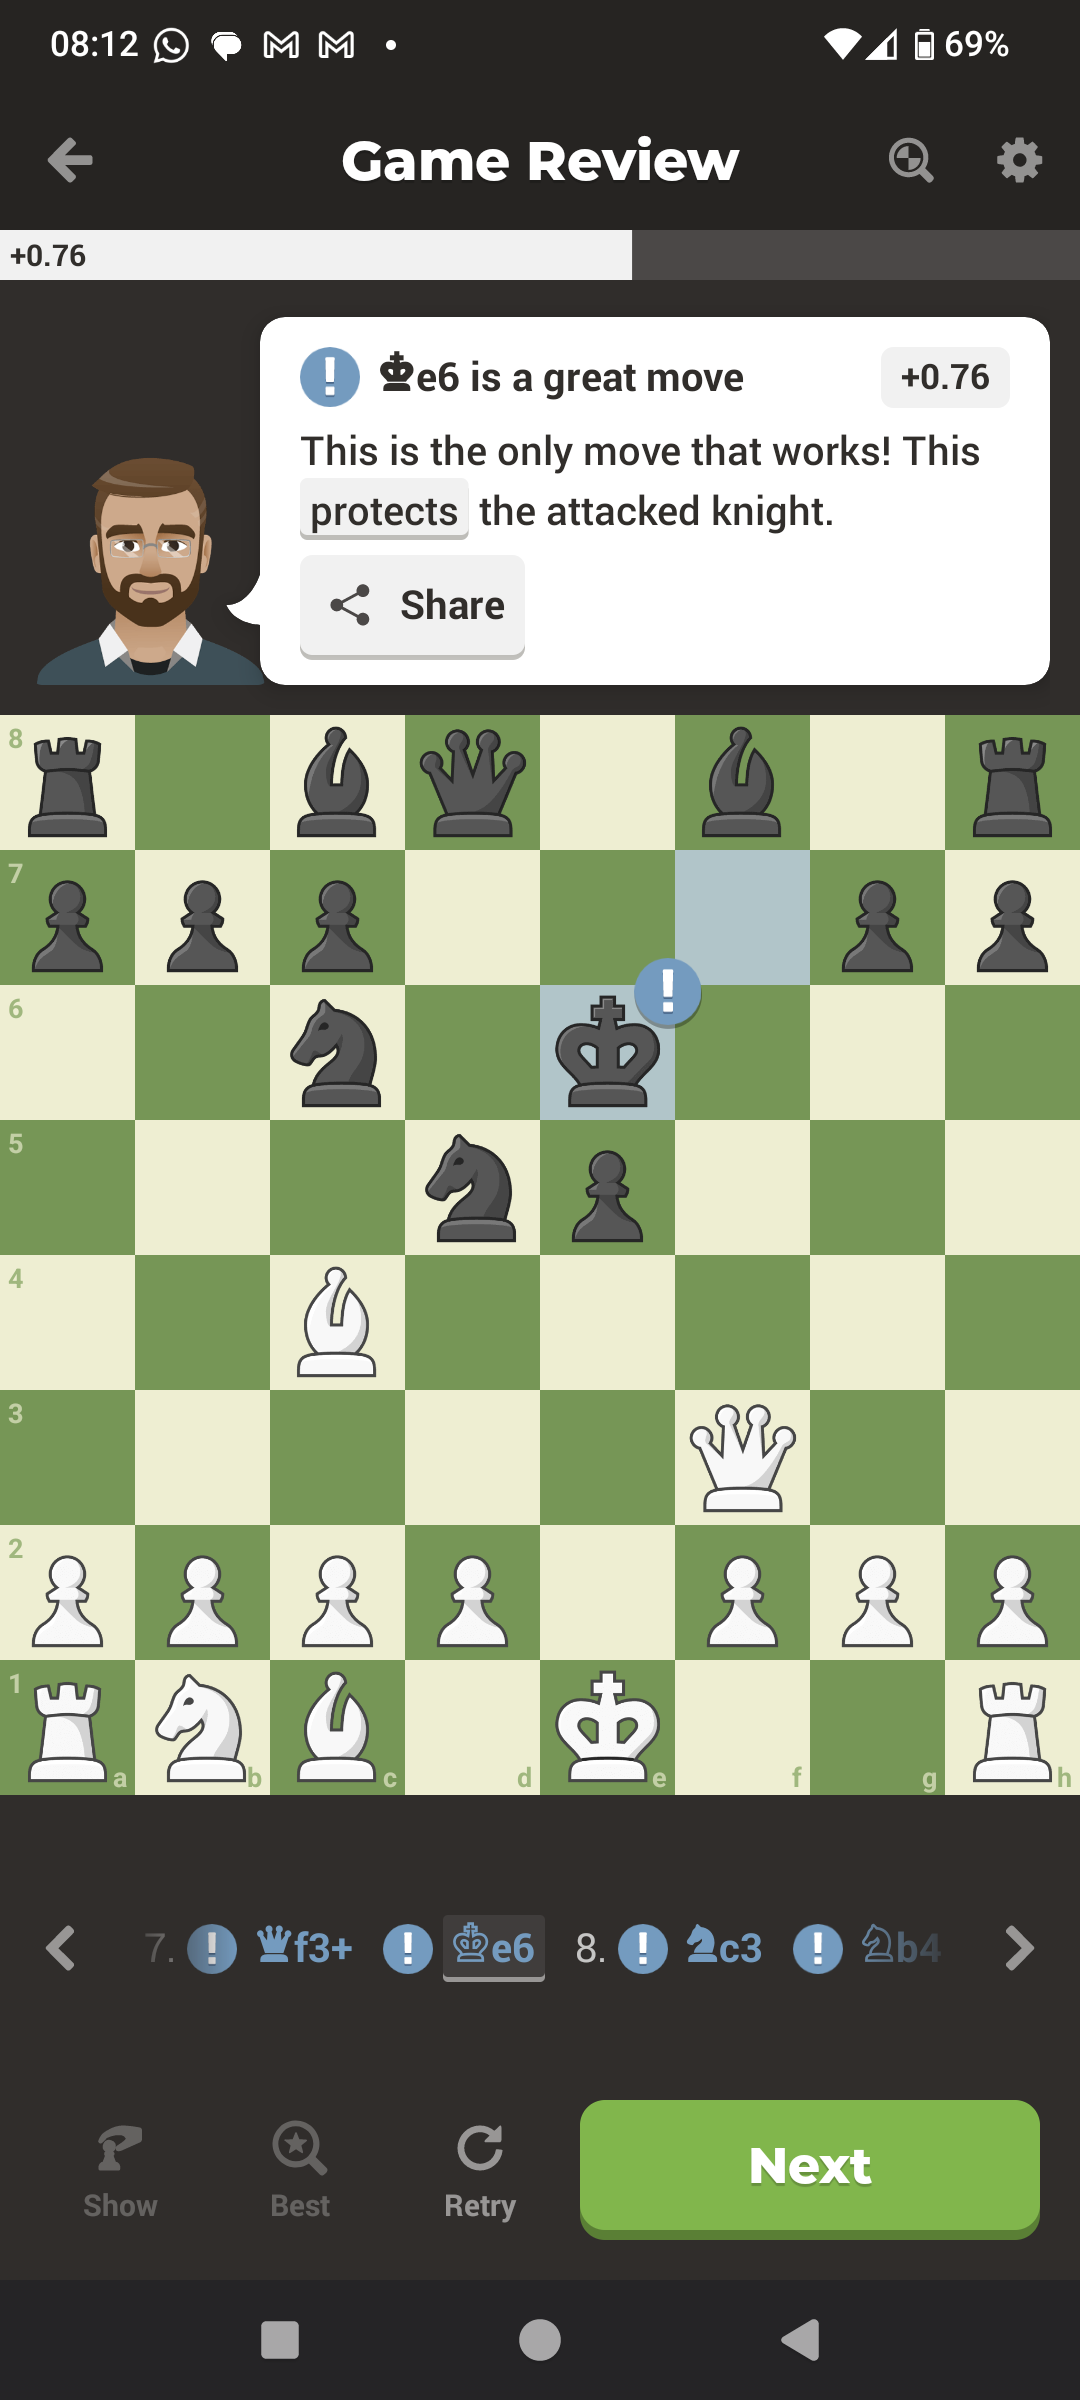 08:12
69%
Game Review
+0.76
e6 is a great move
+0.76
This is the only move that works! This
protects the attacked knight.
Share
8
7
6
5
4
3
2
1
a b c d e f g h
7. ! f3+ ! e6 8. ! c3 ! b4
Show Best Retry Next